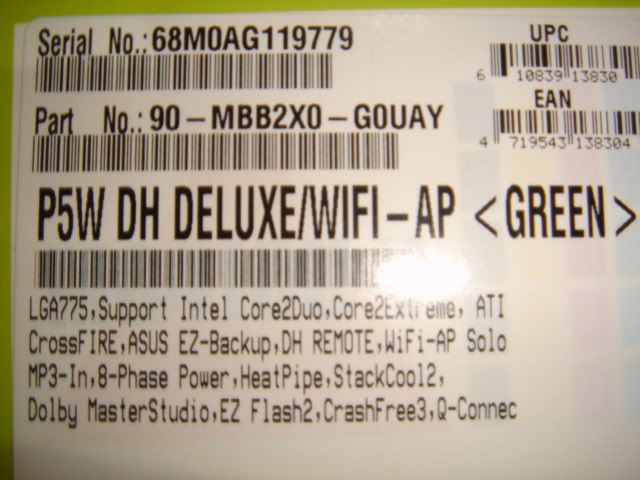 Serial No.: 68M0AG119779
UPC
6 10839 13830
Part No.: 90-MBB2X0-G0UAY
EAN
4 719543 138304
P5W DH DELUXE/WIFI-AP <GREEN>
LGA775,Support Intel Core2Duo,Core2Extreme, ATI
CrossFIRE,ASUS EZ-Backup,DH REMOTE,WiFi-AP Solo
MP3-In,8-Phase Power,HeatPipe,StackCool2,
Dolby MasterStudio,EZ Flash2,CrashFree3,Q-Connec